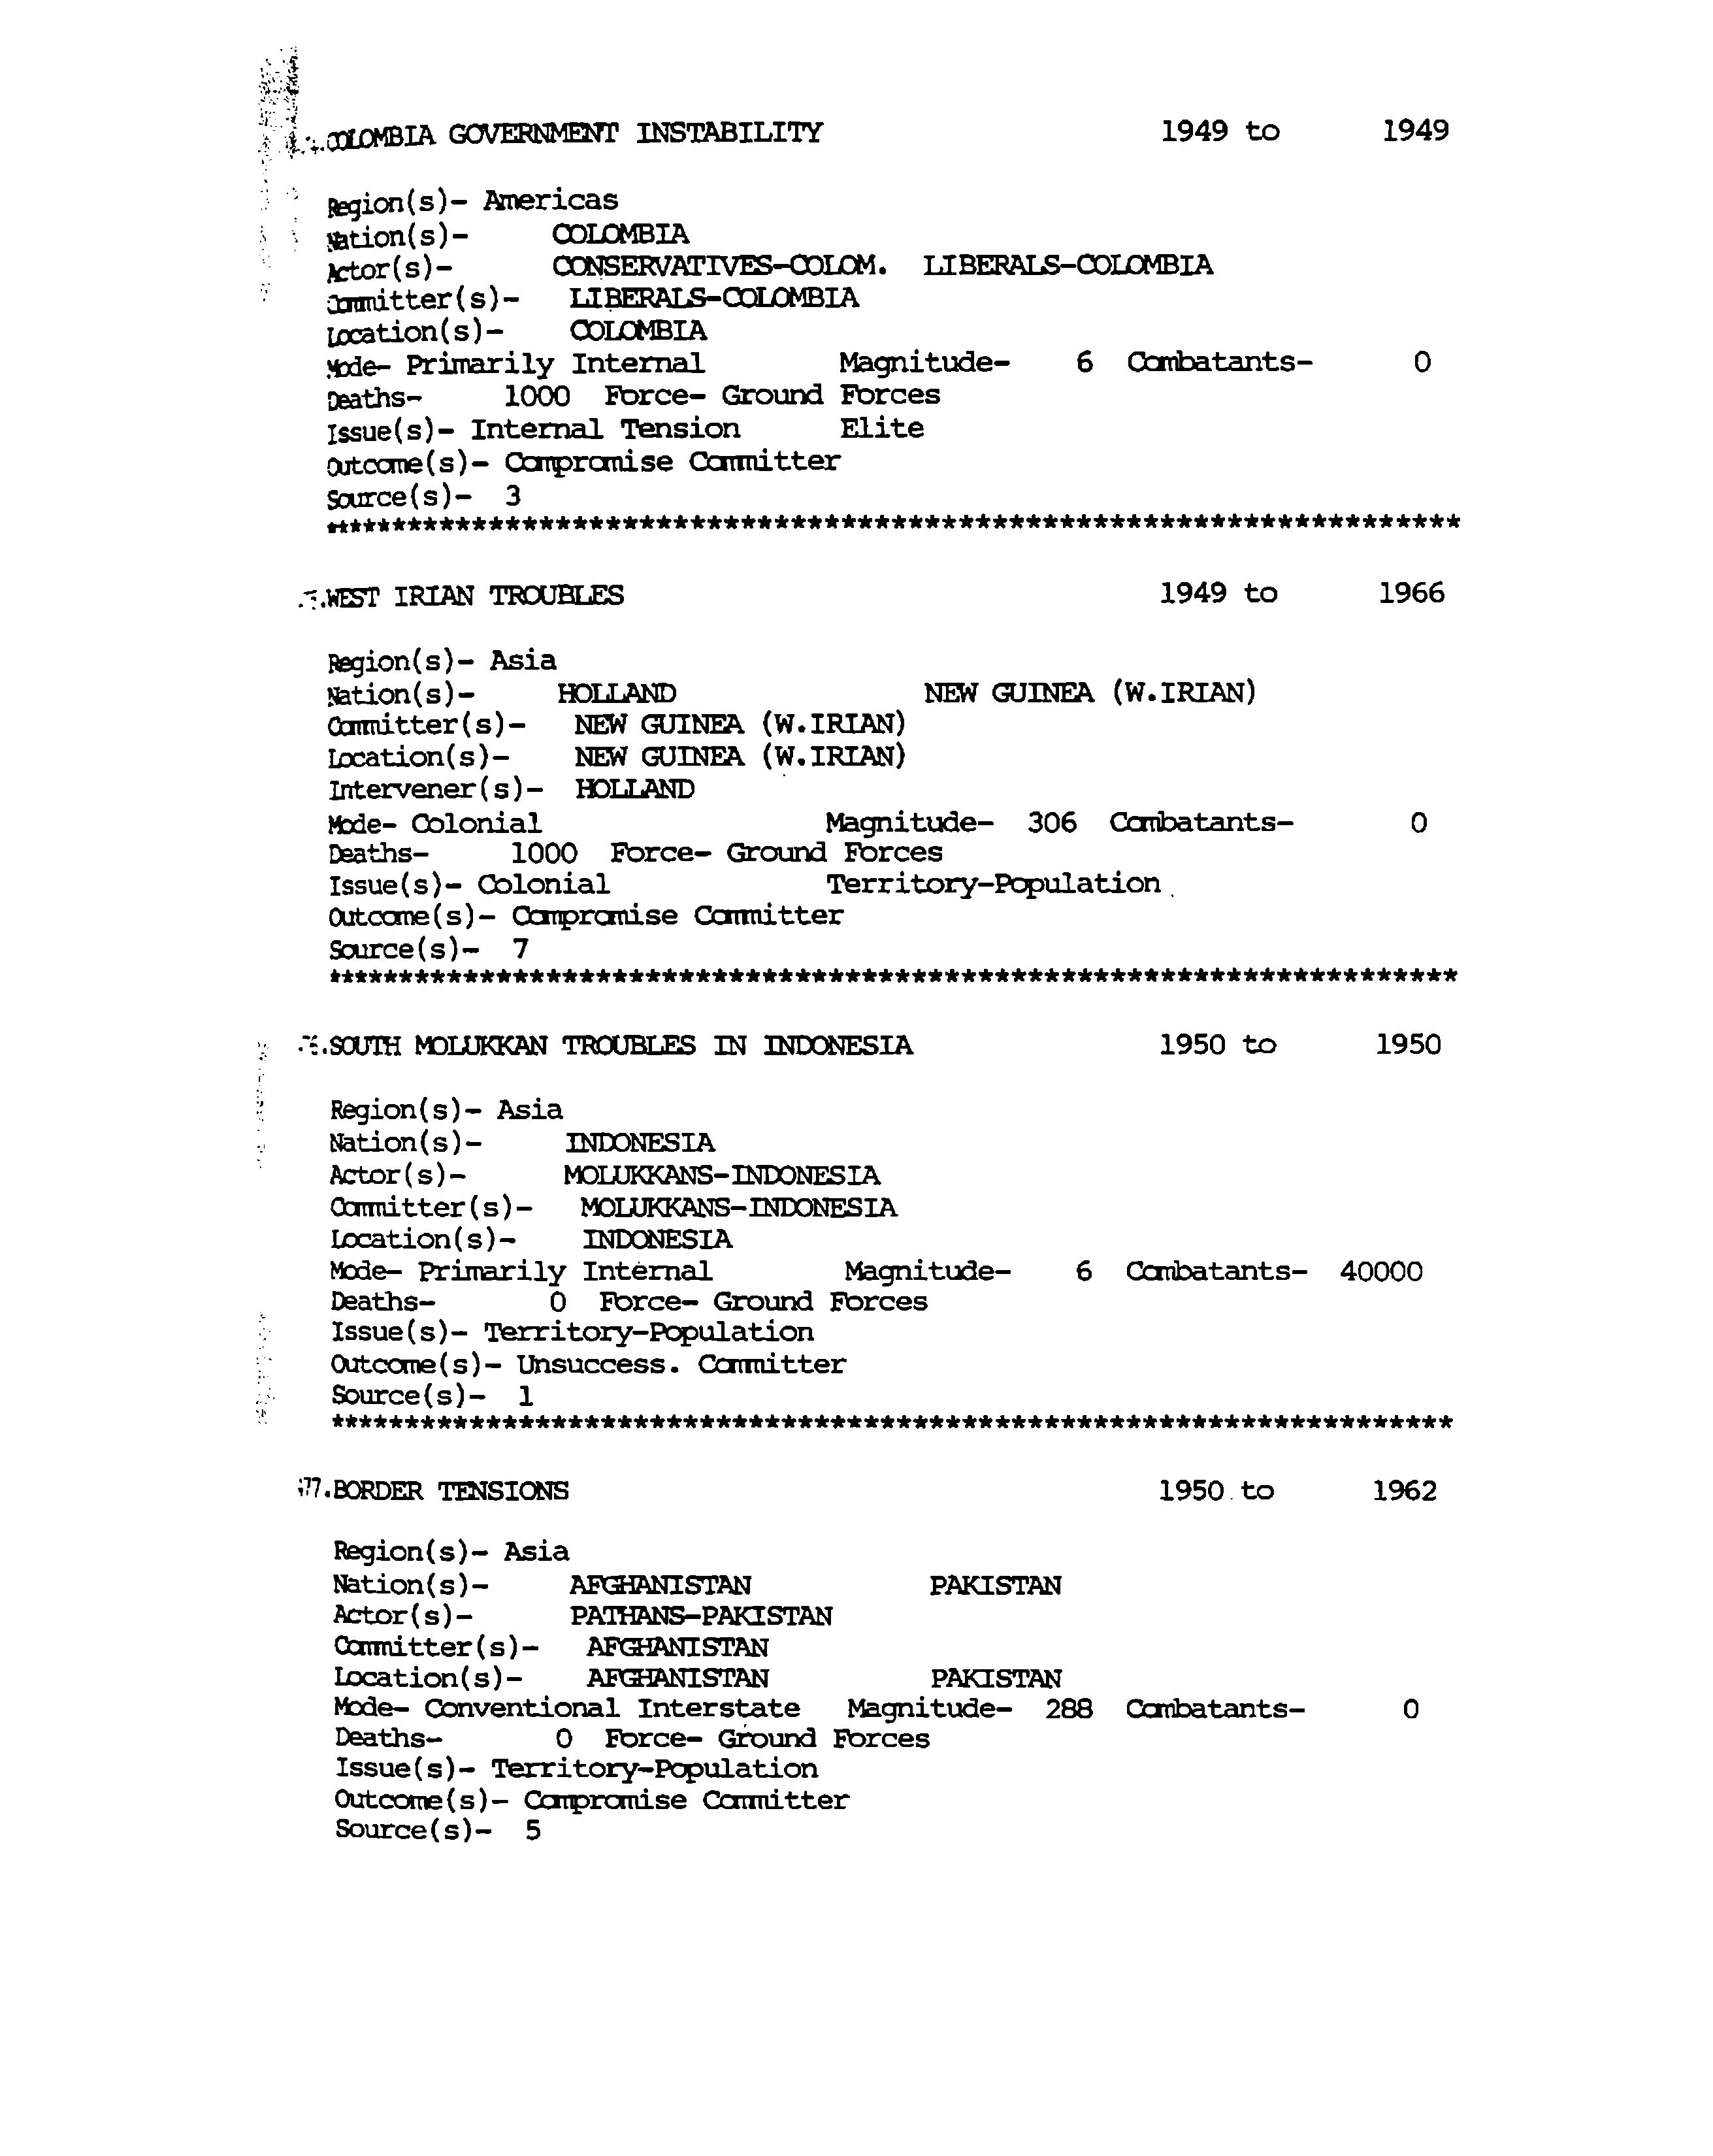 COLOMBIA GOVERNMENT INSTABILITY 1949 to 1949
Region(s)- Americas
Nation(s)- COLOMBIA
Actor(s)- CONSERVATIVES-COLOM. LIBERALS-COLOMBIA
Committer(s)- LIBERALS-COLOMBIA
Location(s)- COLOMBIA
Mode- Primarily Internal Magnitude- 6 Combatants- 0
Deaths- 1000 Force- Ground Forces
Issue(s)- Internal Tension Elite
Outcome(s)- Compromise Committer
Source(s)- 3
*********************************************************************
WEST IRIAN TROUBLES 1949 to 1966
Region(s)- Asia
Nation(s)- HOLLAND NEW GUINEA (W.IRIAN)
Committer(s)- NEW GUINEA (W.IRIAN)
Location(s)- NEW GUINEA (W.IRIAN)
Intervener(s)- HOLLAND
Mode- Colonial Magnitude- 306 Combatants- 0
Deaths- 1000 Force- Ground Forces
Issue(s)- Colonial Territory-Population
Outcome(s)- Compromise Committer
Source(s)- 7
*********************************************************************
SOUTH MOLUKKAN TROUBLES IN INDONESIA 1950 to 1950
Region(s)- Asia
Nation(s)- INDONESIA
Actor(s)- MOLUKKANS-INDONESIA
Committer(s)- MOLUKKANS-INDONESIA
Location(s)- INDONESIA
Mode- Primarily Internal Magnitude- 6 Combatants- 40000
Deaths- 0 Force- Ground Forces
Issue(s)- Territory-Population
Outcome(s)- Unsuccess. Committer
Source(s)- 1
*********************************************************************
77.BORDER TENSIONS 1950 to 1962
Region(s)- Asia
Nation(s)- AFGHANISTAN PAKISTAN
Actor(s)- PATHANS-PAKISTAN
Committer(s)- AFGHANISTAN
Location(s)- AFGHANISTAN PAKISTAN
Mode- Conventional Interstate Magnitude- 288 Combatants- 0
Deaths- 0 Force- Ground Forces
Issue(s)- Territory-Population
Outcome(s)- Compromise Committer
Source(s)- 5